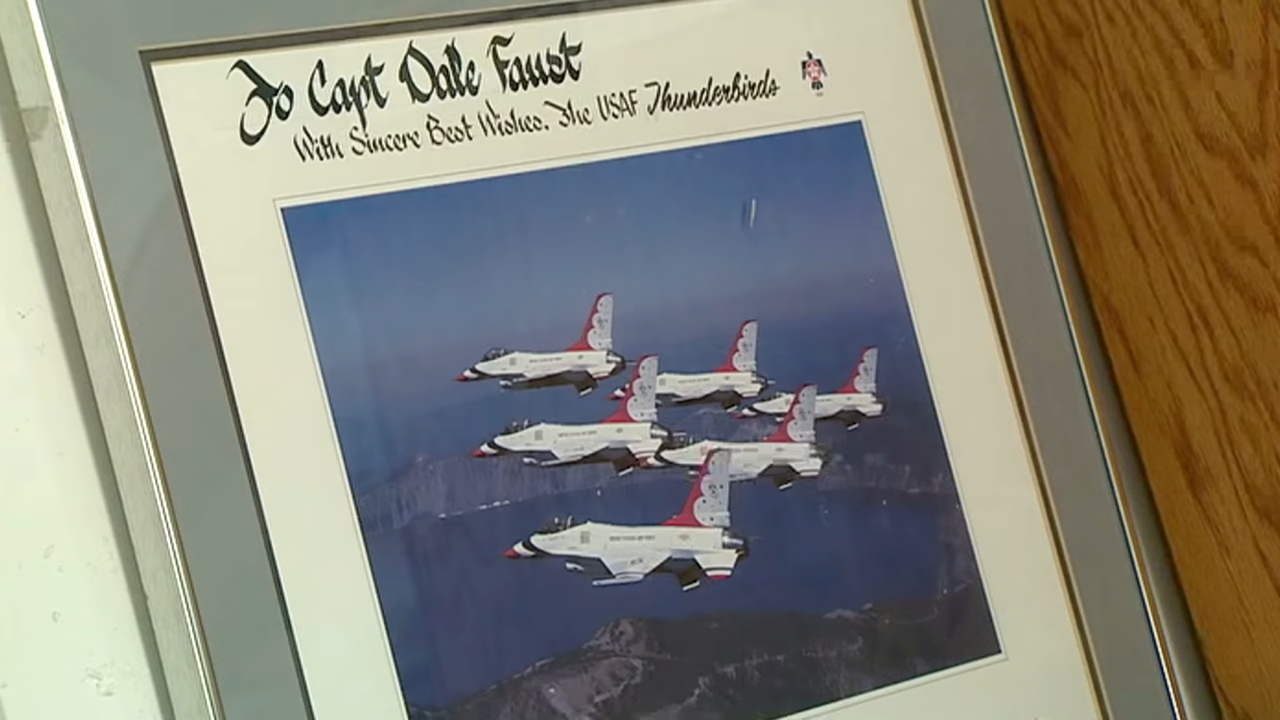 To Capt Dale Faust
With Sincere Best Wishes. The USAF Thunderbirds